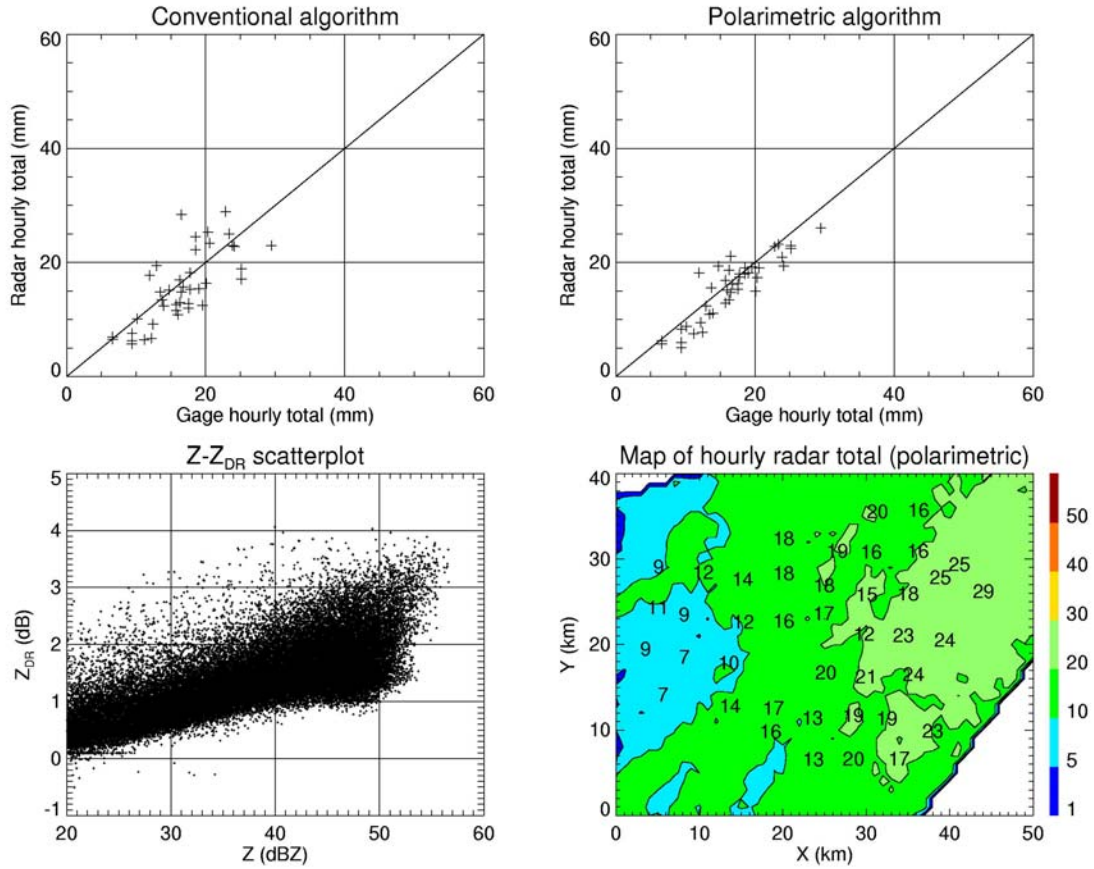 Conventional algorithm
60
40
20
0
0 20 40 60
Radar hourly total (mm)
Gage hourly total (mm)
Polarimetric algorithm
60
40
20
0
0 20 40 60
Radar hourly total (mm)
Gage hourly total (mm)
Z-ZDR scatterplot
5
4
3
2
1
0
-1
20 30 40 50 60
ZDR (dB)
Z (dBZ)
Map of hourly radar total (polarimetric)
40
30
20
10
0
0 10 20 30 40 50
Y (km)
X (km)
20 16
18
19 16 16
9 12 14 18 18 25 25
15 18 29
11 9 12 16 17
12 23 20
9 7 10
7 16 21 24
14 17 13 19 11
16 23
13 20 17
50
40
30
20
10
5
1